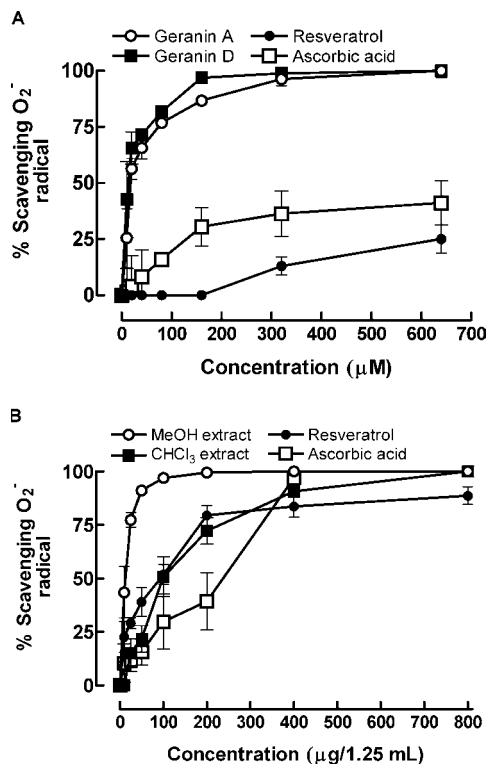 A
Geranin A
Resveratrol
Geranin D
Ascorbic acid
% Scavenging O₂⁻
radical
100
75
50
25
0
0 100 200 300 400 500 600 700
Concentration (μM)
B
MeOH extract
Resveratrol
CHCl₃ extract
Ascorbic acid
% Scavenging O₂⁻
radical
100
75
50
25
0
0 100 200 300 400 500 600 700 800
Concentration (μg/1.25 mL)